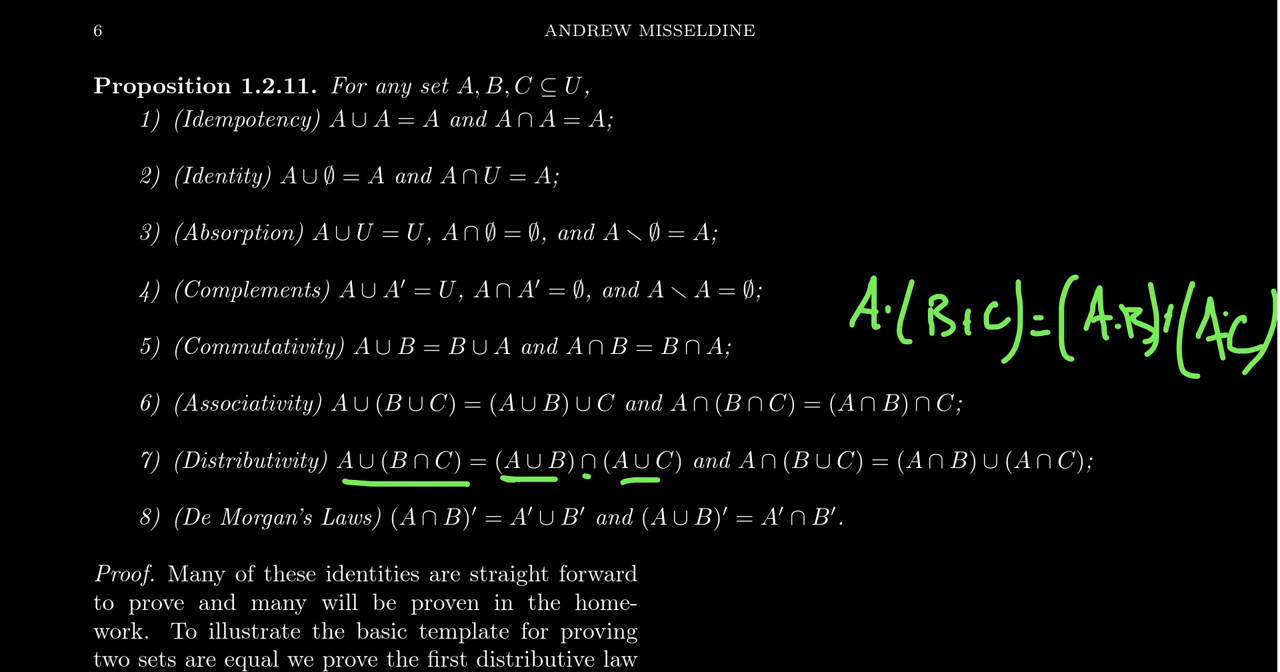 6
ANDREW MISSELDINE
Proposition 1.2.11. For any set A, B, C ⊆ U,
1) (Idempotency) A ∪ A = A and A ∩ A = A;
2) (Identity) A ∪ ∅ = A and A ∩ U = A;
3) (Absorption) A ∪ U = U, A ∩ ∅ = ∅, and A ∖ ∅ = A;
4) (Complements) A ∪ A′ = U, A ∩ A′ = ∅, and A ∖ A = ∅;
A·(B+C)=(A·B)+(A·C)
5) (Commutativity) A ∪ B = B ∪ A and A ∩ B = B ∩ A;
6) (Associativity) A ∪ (B ∪ C) = (A ∪ B) ∪ C and A ∩ (B ∩ C) = (A ∩ B) ∩ C;
7) (Distributivity) A ∪ (B ∩ C) = (A ∪ B) ∩ (A ∪ C) and A ∩ (B ∪ C) = (A ∩ B) ∪ (A ∩ C);
8) (De Morgan's Laws) (A ∩ B)′ = A′ ∪ B′ and (A ∪ B)′ = A′ ∩ B′.
Proof. Many of these identities are straight forward
to prove and many will be proven in the home-
work. To illustrate the basic template for proving
two sets are equal we prove the first distributive law